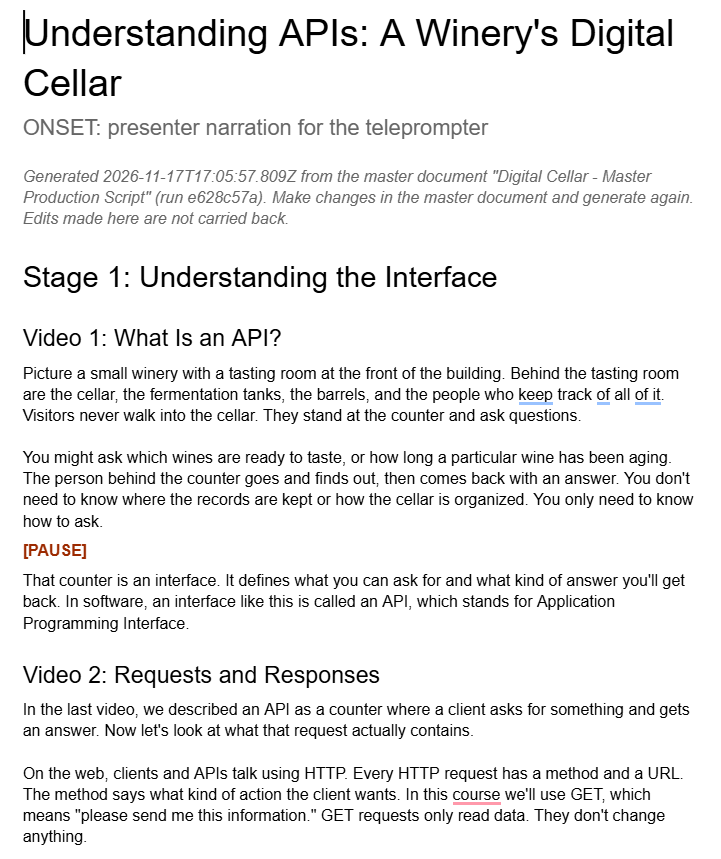 Understanding APIs: A Winery's Digital
Cellar
ONSET: presenter narration for the teleprompter
Generated 2026-11-17T17:05:57.809Z from the master document "Digital Cellar - Master
Production Script" (run e628c57a). Make changes in the master document and generate again.
Edits made here are not carried back.
Stage 1: Understanding the Interface
Video 1: What Is an API?
Picture a small winery with a tasting room at the front of the building. Behind the tasting room
are the cellar, the fermentation tanks, the barrels, and the people who keep track of all of it.
Visitors never walk into the cellar. They stand at the counter and ask questions.
You might ask which wines are ready to taste, or how long a particular wine has been aging.
The person behind the counter goes and finds out, then comes back with an answer. You don't
need to know where the records are kept or how the cellar is organized. You only need to know
how to ask.
[PAUSE]
That counter is an interface. It defines what you can ask for and what kind of answer you'll get
back. In software, an interface like this is called an API, which stands for Application
Programming Interface.
Video 2: Requests and Responses
In the last video, we described an API as a counter where a client asks for something and gets
an answer. Now let's look at what that request actually contains.
On the web, clients and APIs talk using HTTP. Every HTTP request has a method and a URL.
The method says what kind of action the client wants. In this course we'll use GET, which
means "please send me this information." GET requests only read data. They don't change
anything.